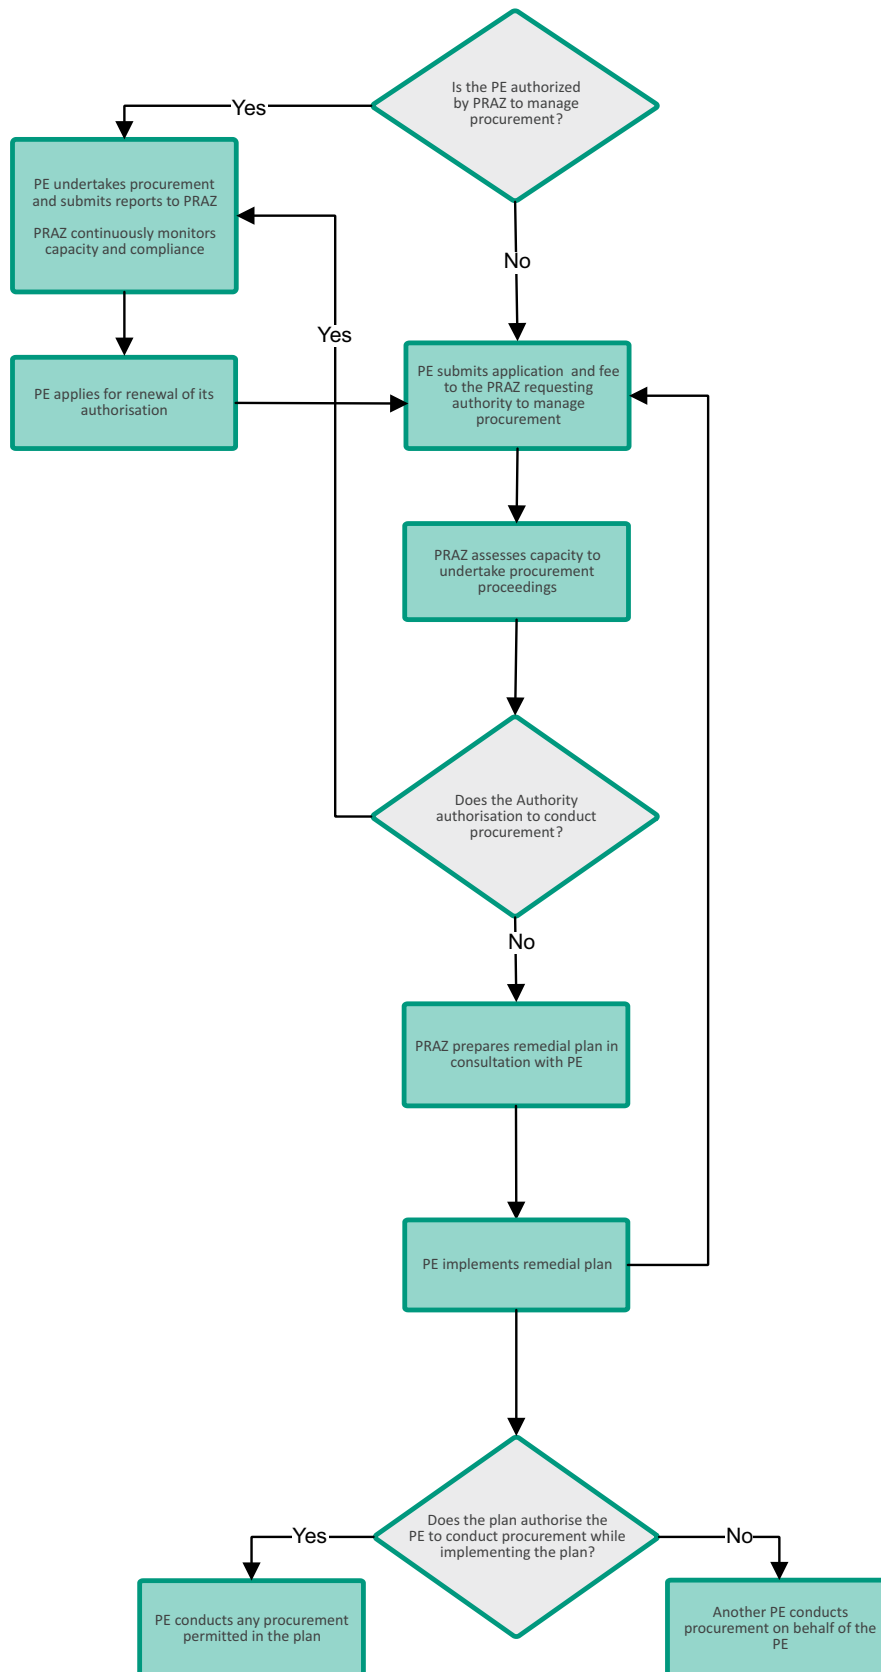 Is the PE authorized
by PRAZ to manage
procurement?
Yes
PE undertakes procurement
and submits reports to PRAZ
PRAZ continuously monitors
capacity and compliance
No
Yes
PE submits application and fee
to the PRAZ requesting
authority to manage
procurement
PE applies for renewal of its
authorisation
PRAZ assesses capacity to
undertake procurement
proceedings
Does the Authority
authorisation to conduct
procurement?
No
PRAZ prepares remedial plan in
consultation with PE
PE implements remedial plan
Does the plan authorise the
PE to conduct procurement while
implementing the plan?
Yes
No
PE conducts any procurement
permitted in the plan
Another PE conducts
procurement on behalf of the
PE